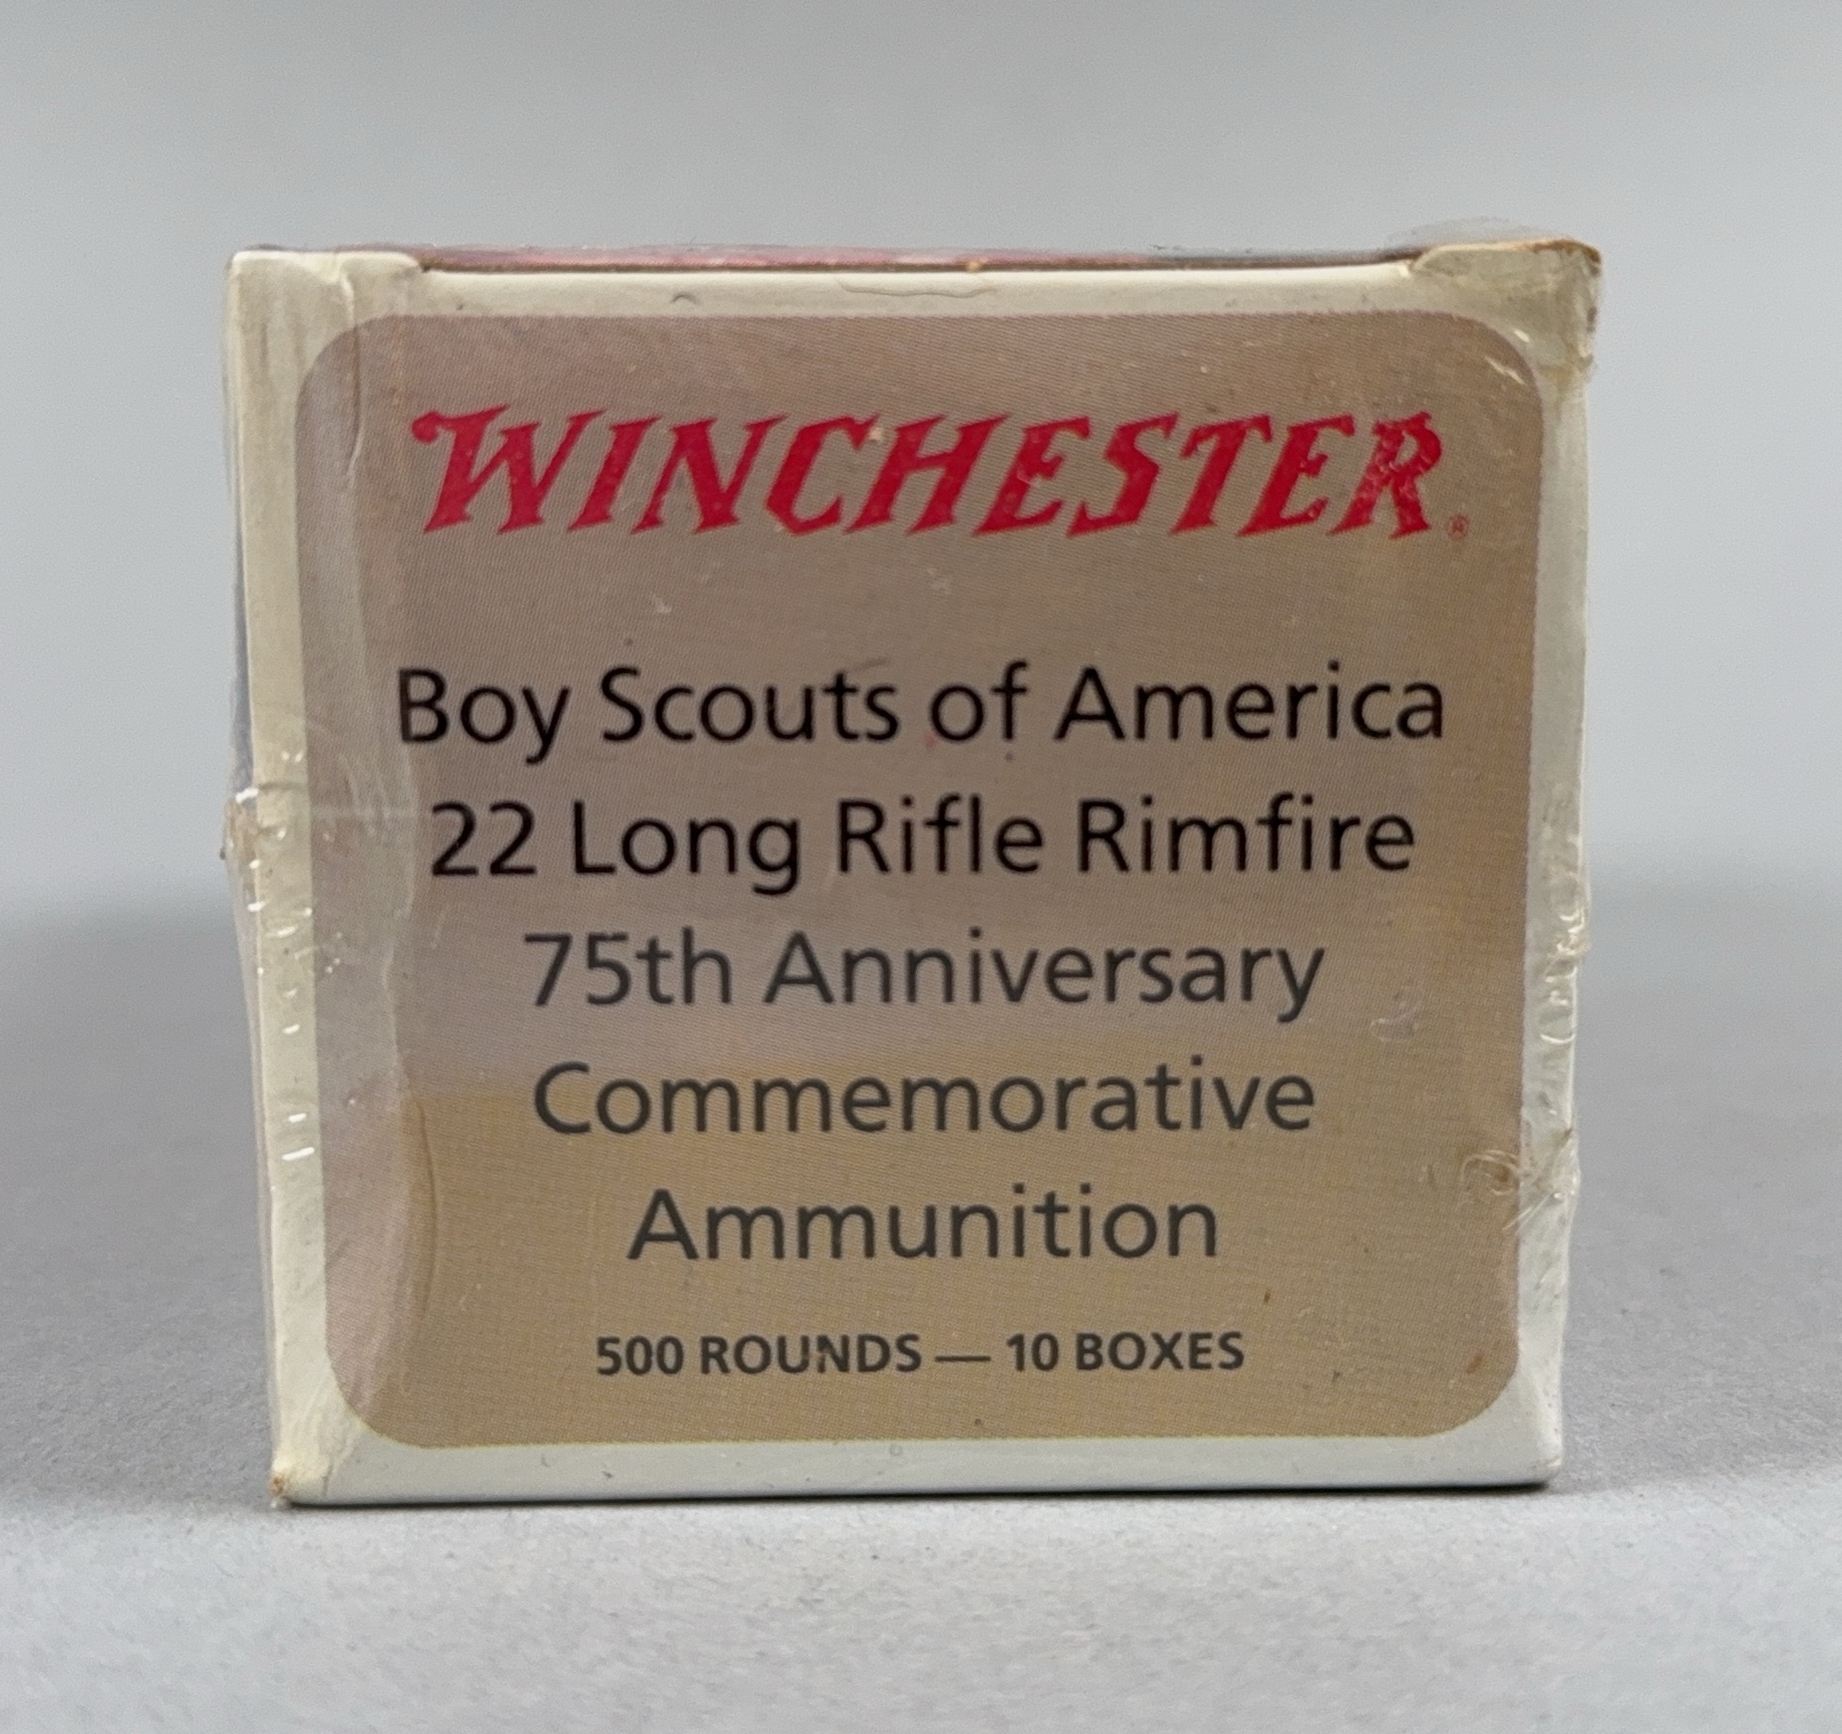 WINCHESTER®
Boy Scouts of America
22 Long Rifle Rimfire
75th Anniversary
Commemorative
Ammunition
500 ROUNDS — 10 BOXES